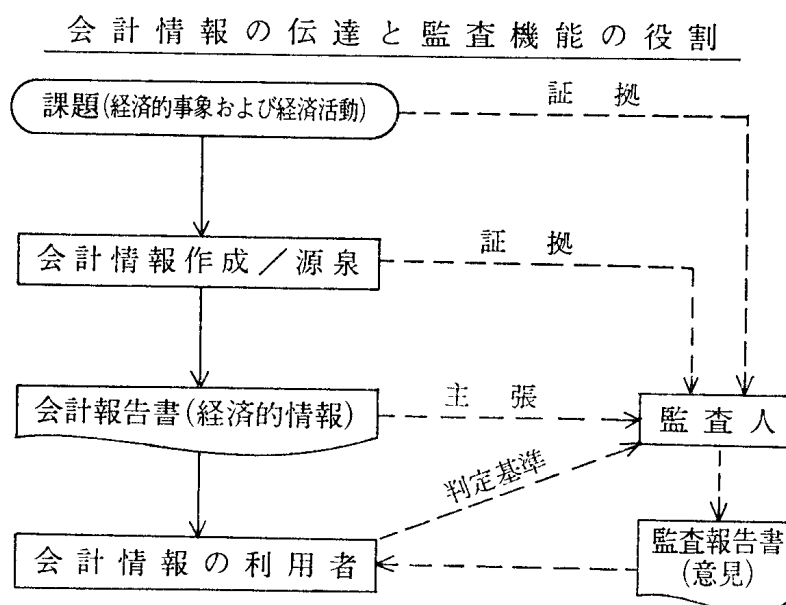 会計情報の伝達と監査機能の役割
課題(経済的事象および経済活動)
証拠
会計情報作成／源泉
証拠
会計報告書(経済的情報)
主張
監査人
判定基準
会計情報の利用者
監査報告書
(意見)